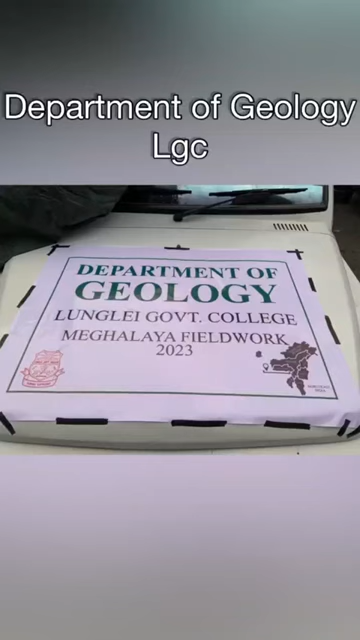 Department of Geology
Lgc
DEPARTMENT OF
GEOLOGY
LUNGLEI GOVT. COLLEGE
MEGHALAYA FIELDWORK
2023